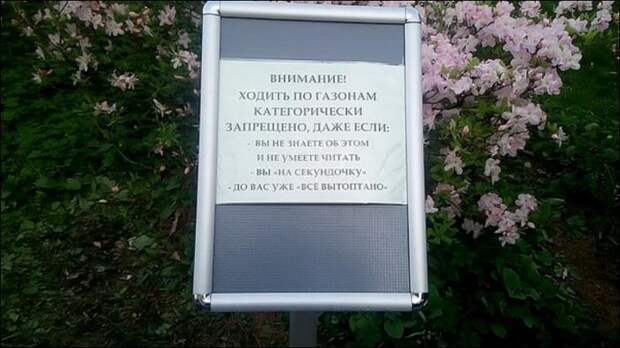 ВНИМАНИЕ!
ХОДИТЬ ПО ГАЗОНАМ
КАТЕГОРИЧЕСКИ
ЗАПРЕЩЕНО, ДАЖЕ ЕСЛИ:
- ВЫ НЕ ЗНАЕТЕ ОБ ЭТОМ
И НЕ УМЕЕТЕ ЧИТАТЬ
- ВЫ «НА СЕКУНДОЧКУ»
- ДО ВАС УЖЕ «ВСЁ ВЫТОПТАНО»